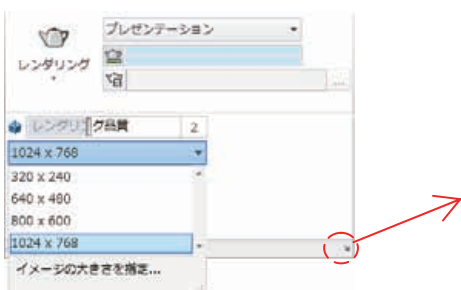 プレゼンテーション
レンダリング
...
レンダリング品質 2
1024 x 768
320 x 240
640 x 480
800 x 600
1024 x 768
イメージの大きさを指定...